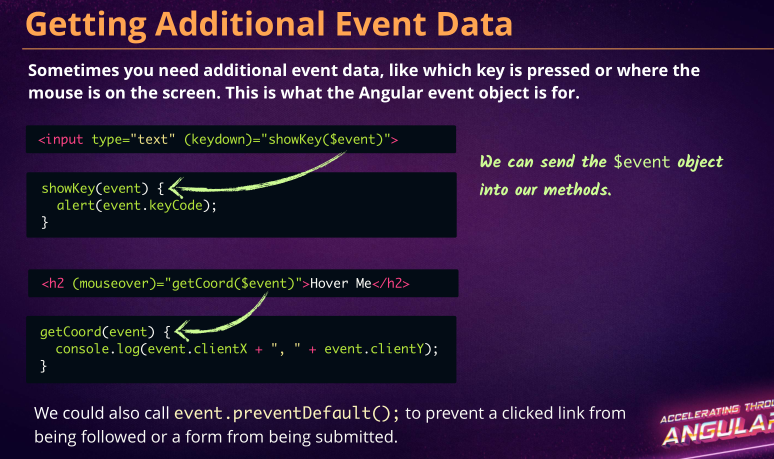 Getting Additional Event Data
Sometimes you need additional event data, like which key is pressed or where the
mouse is on the screen. This is what the Angular event object is for.
<input type="text" (keydown)="showKey($event)">
We can send the $event object
into our methods.
showKey(event) {
  alert(event.keyCode);
}
<h2 (mouseover)="getCoord($event)">Hover Me</h2>
getCoord(event) {
  console.log(event.clientX + ", " + event.clientY);
}
We could also call event.preventDefault(); to prevent a clicked link from
being followed or a form from being submitted.
ACCELERATING
ANGULAR